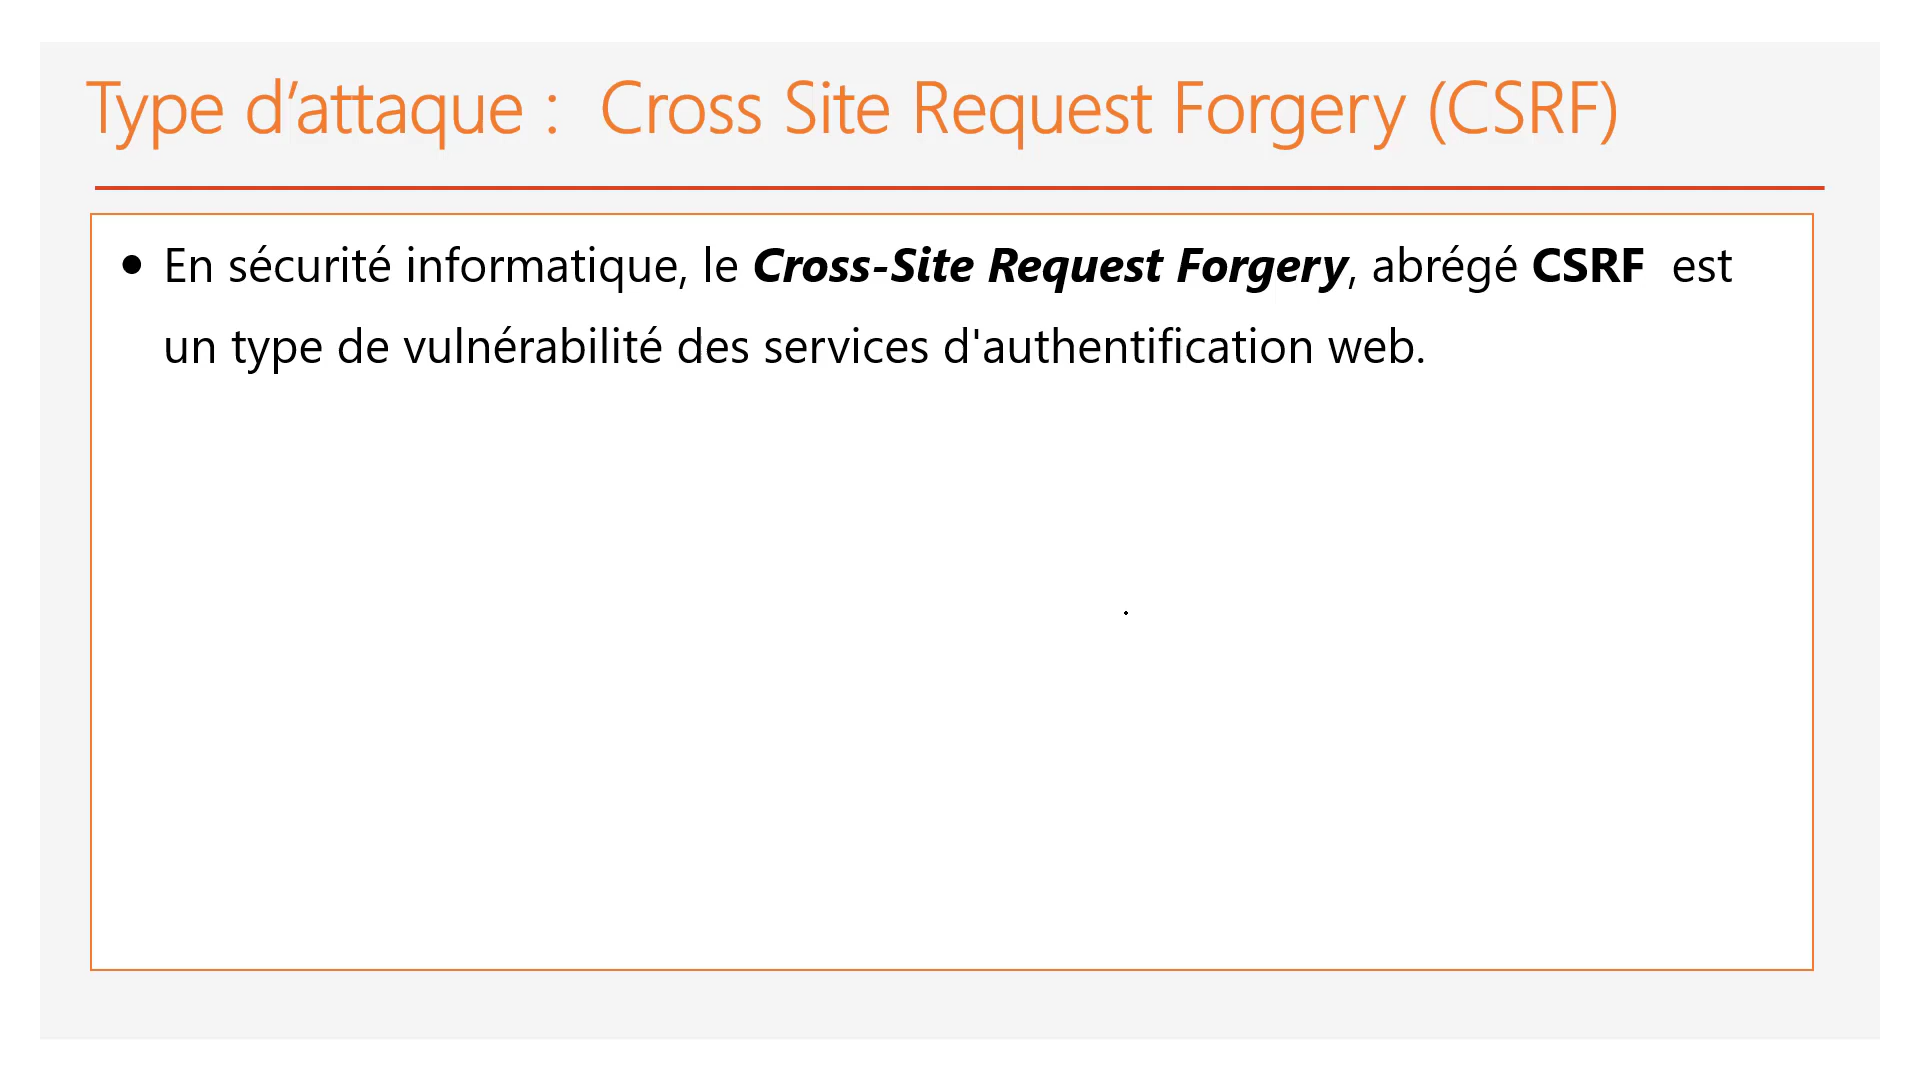 Type d’attaque :  Cross Site Request Forgery (CSRF)
• En sécurité informatique, le Cross-Site Request Forgery, abrégé CSRF  est
un type de vulnérabilité des services d'authentification web.